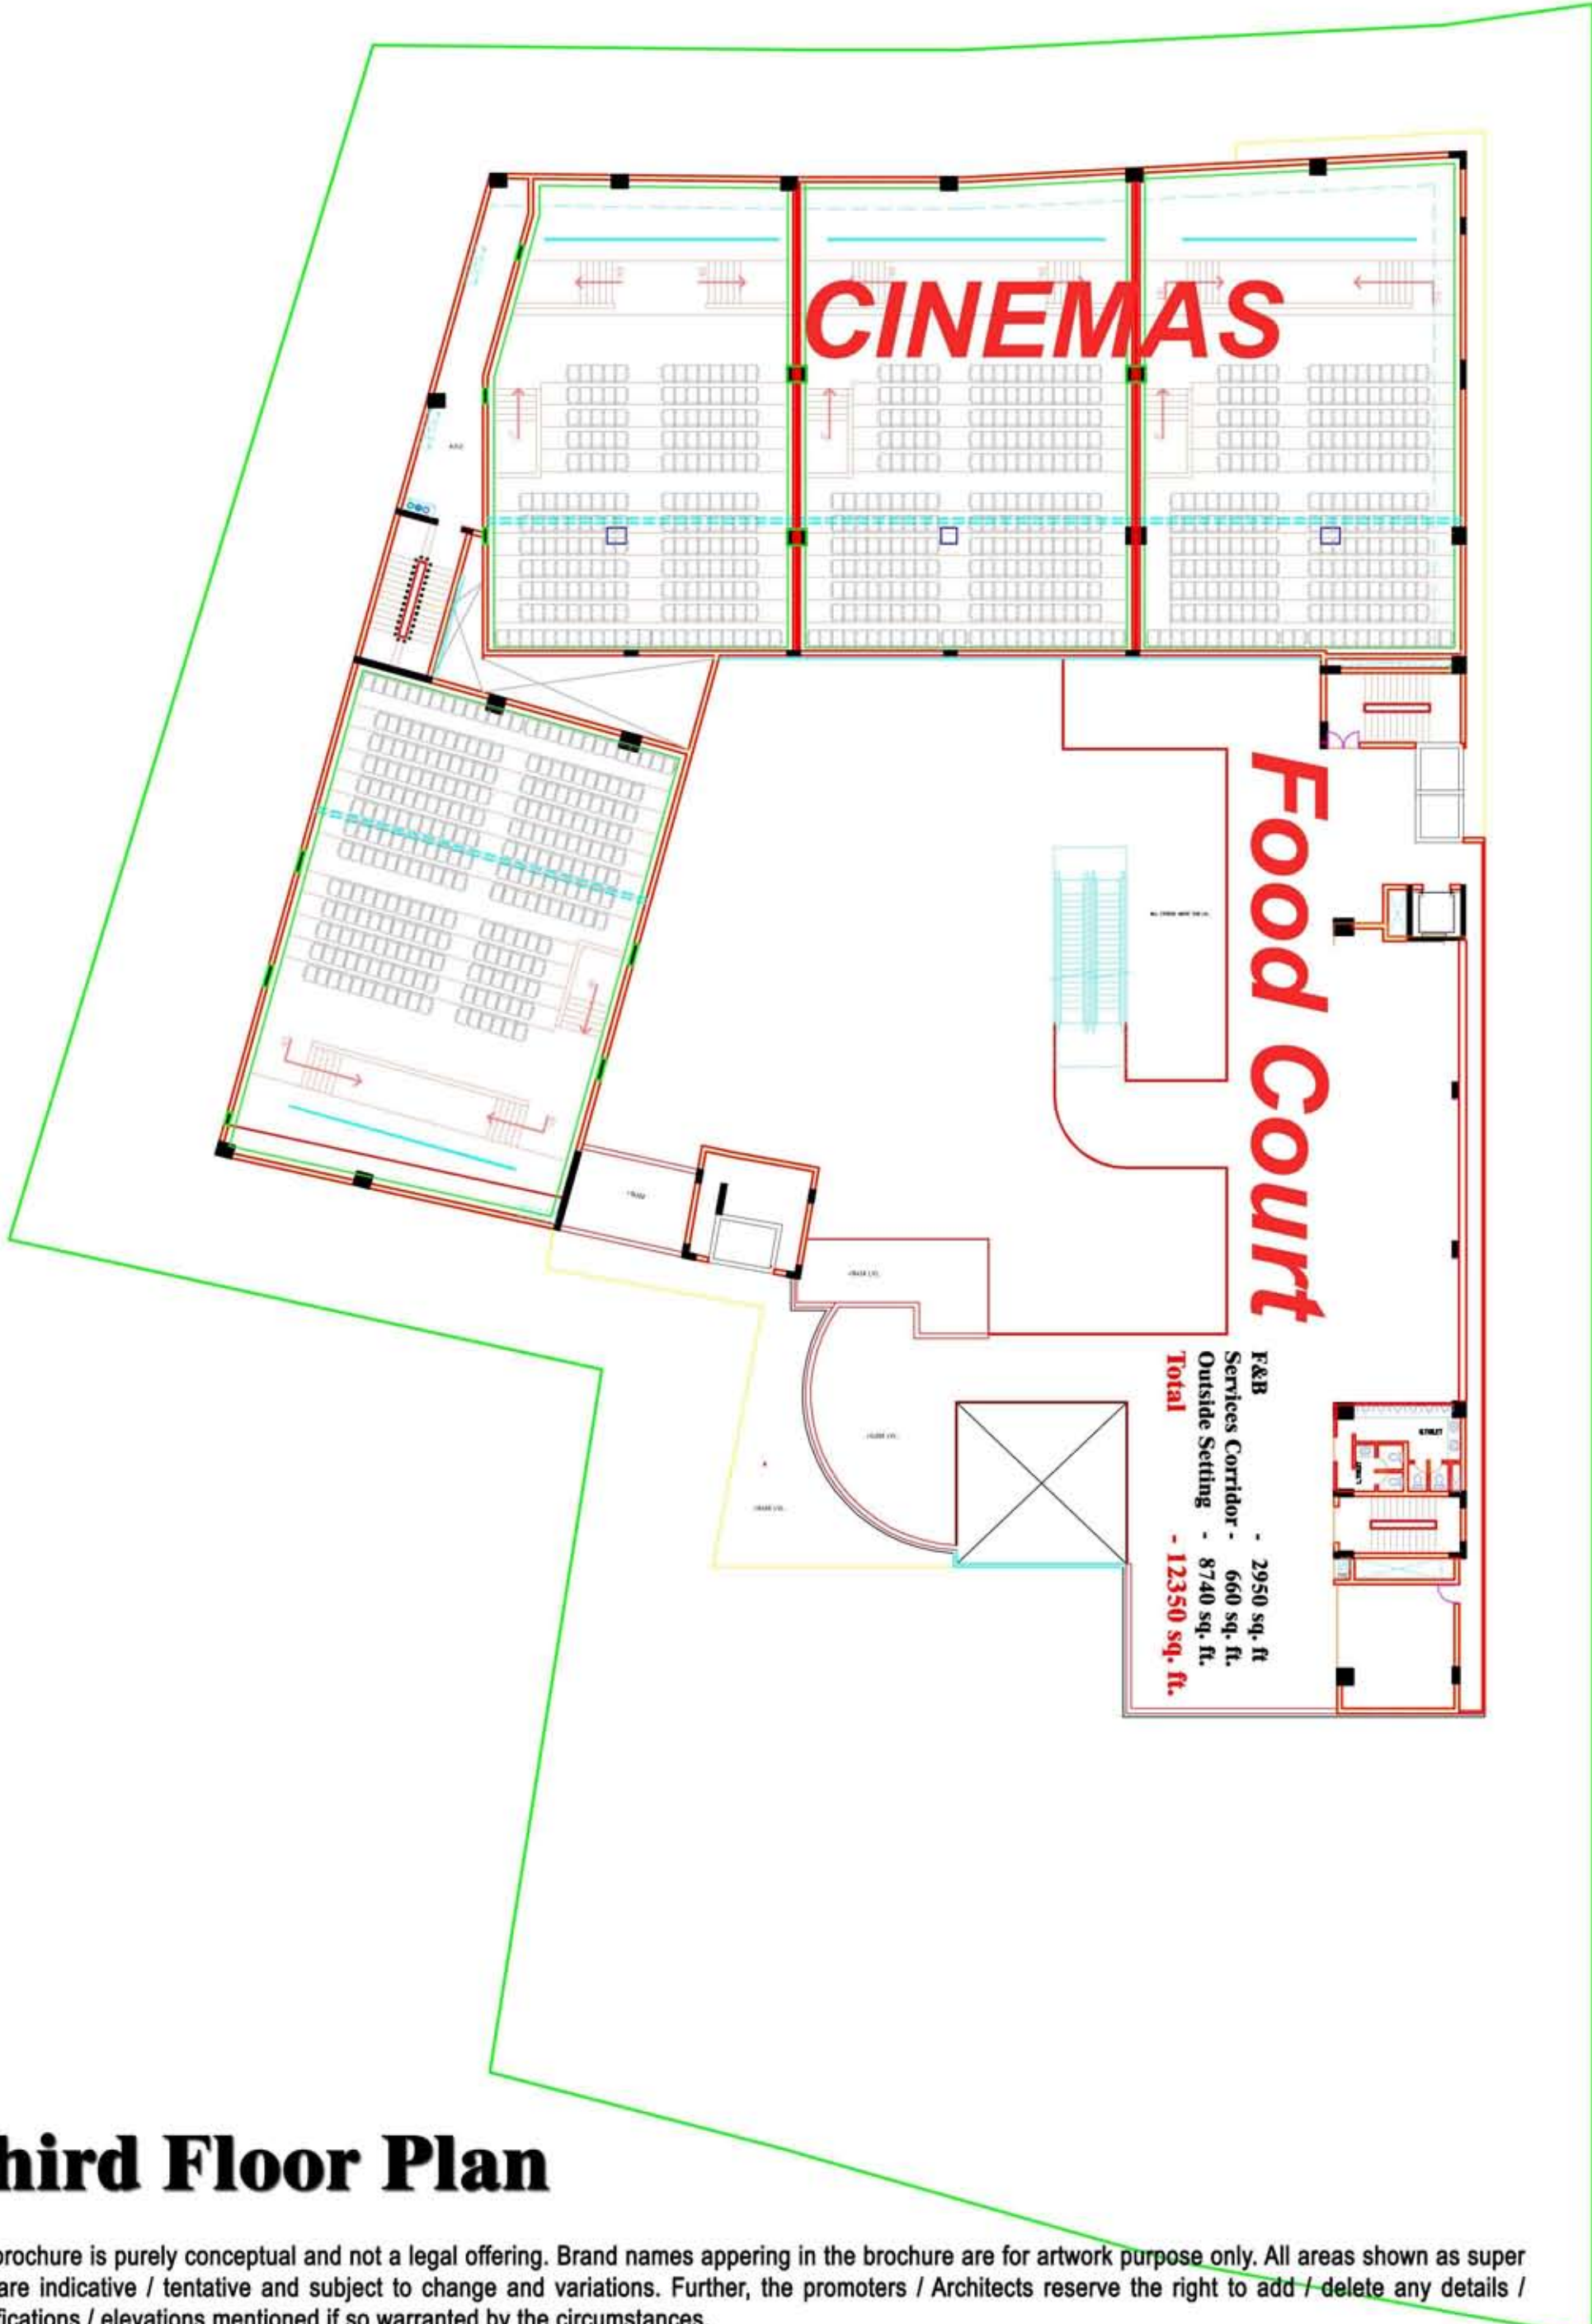 CINEMAS
Food Court
F&B - 2950 sq. ft
Services Corridor - 660 sq. ft.
Outside Setting - 8740 sq. ft.
Total - 12350 sq. ft.
G.TOILET
hird Floor Plan
brochure is purely conceptual and not a legal offering. Brand names appering in the brochure are for artwork purpose only. All areas shown as super
are indicative / tentative and subject to change and variations. Further, the promoters / Architects reserve the right to add / delete any details /
fications / elevations mentioned if so warranted by the circumstances.